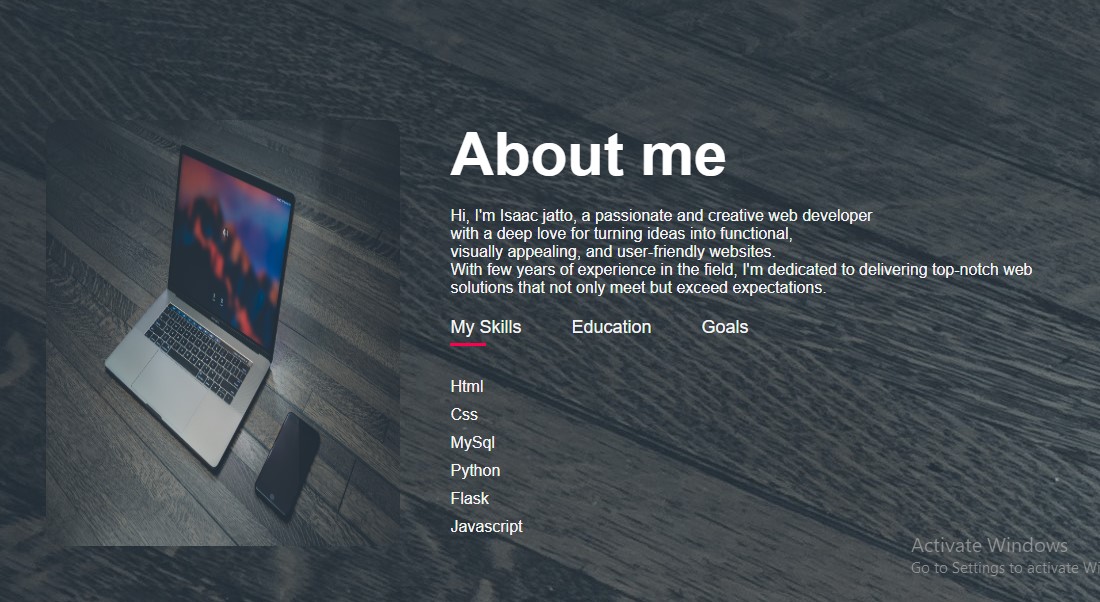 About me
Hi, I'm Isaac jatto, a passionate and creative web developer
with a deep love for turning ideas into functional,
visually appealing, and user-friendly websites.
With few years of experience in the field, I'm dedicated to delivering top-notch web
solutions that not only meet but exceed expectations.
My Skills Education Goals
Html
Css
MySql
Python
Flask
Javascript
Activate Windows
Go to Settings to activate Wi